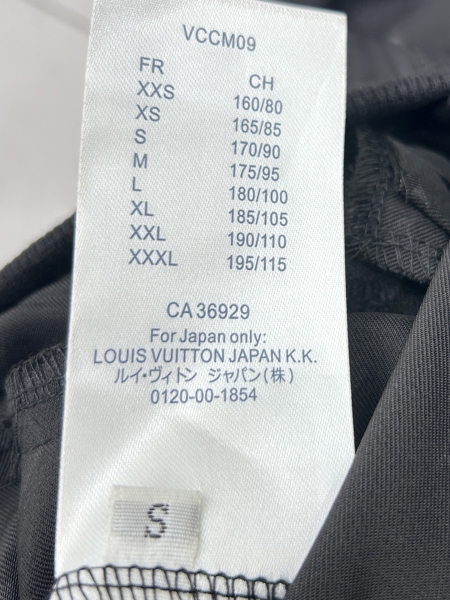 VCCM09
FR CH
XXS 160/80
XS 165/85
S 170/90
M 175/95
L 180/100
XL 185/105
XXL 190/110
XXXL 195/115
CA 36929
For Japan only:
LOUIS VUITTON JAPAN K.K.
ルイ・ヴィトン ジャパン(株)
0120-00-1854
S